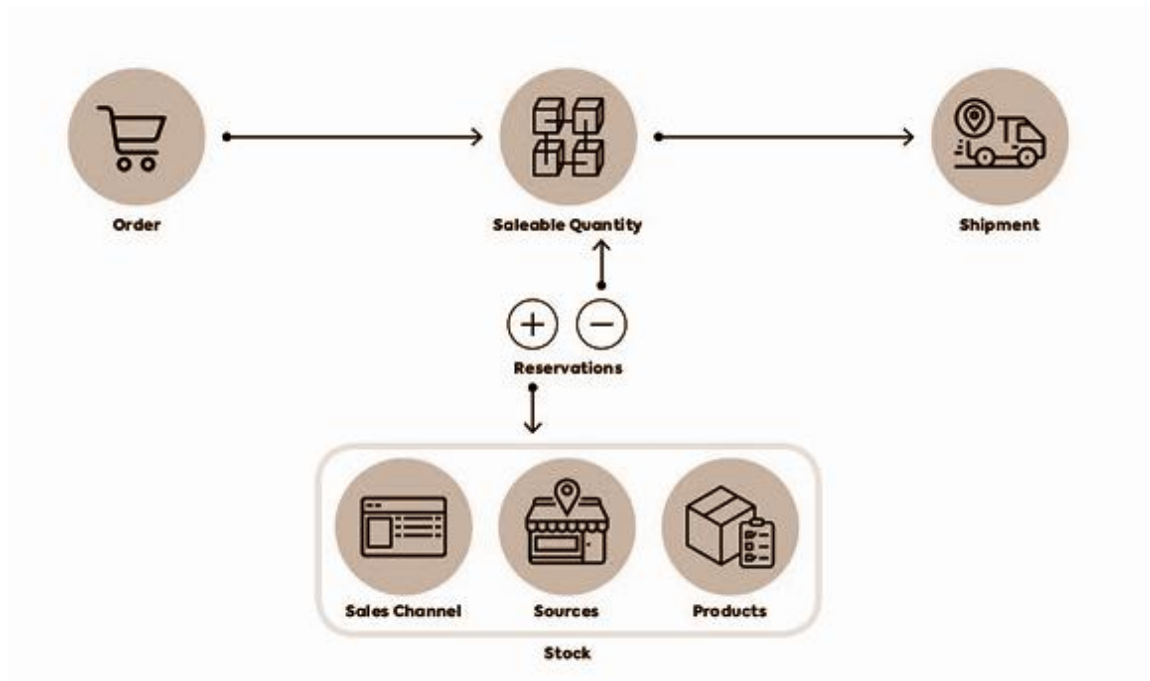 Order
Saleable Quantity
Shipment
Reservations
Sales Channel
Sources
Products
Stock